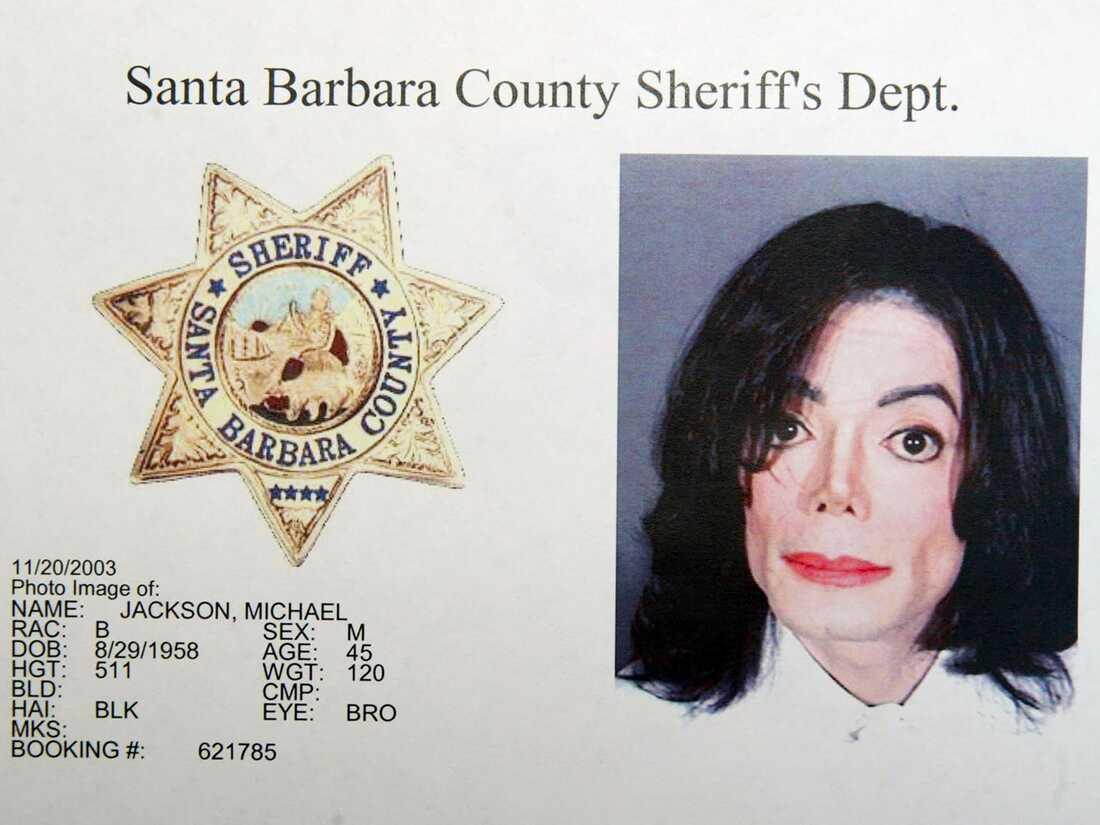 Santa Barbara County Sheriff's Dept.
SHERIFF
SANTA BARBARA COUNTY
11/20/2003
Photo Image of:
NAME: JACKSON, MICHAEL
RAC: B SEX: M
DOB: 8/29/1958 AGE: 45
HGT: 511 WGT: 120
BLD: CMP:
HAI: BLK EYE: BRO
MKS:
BOOKING #: 621785